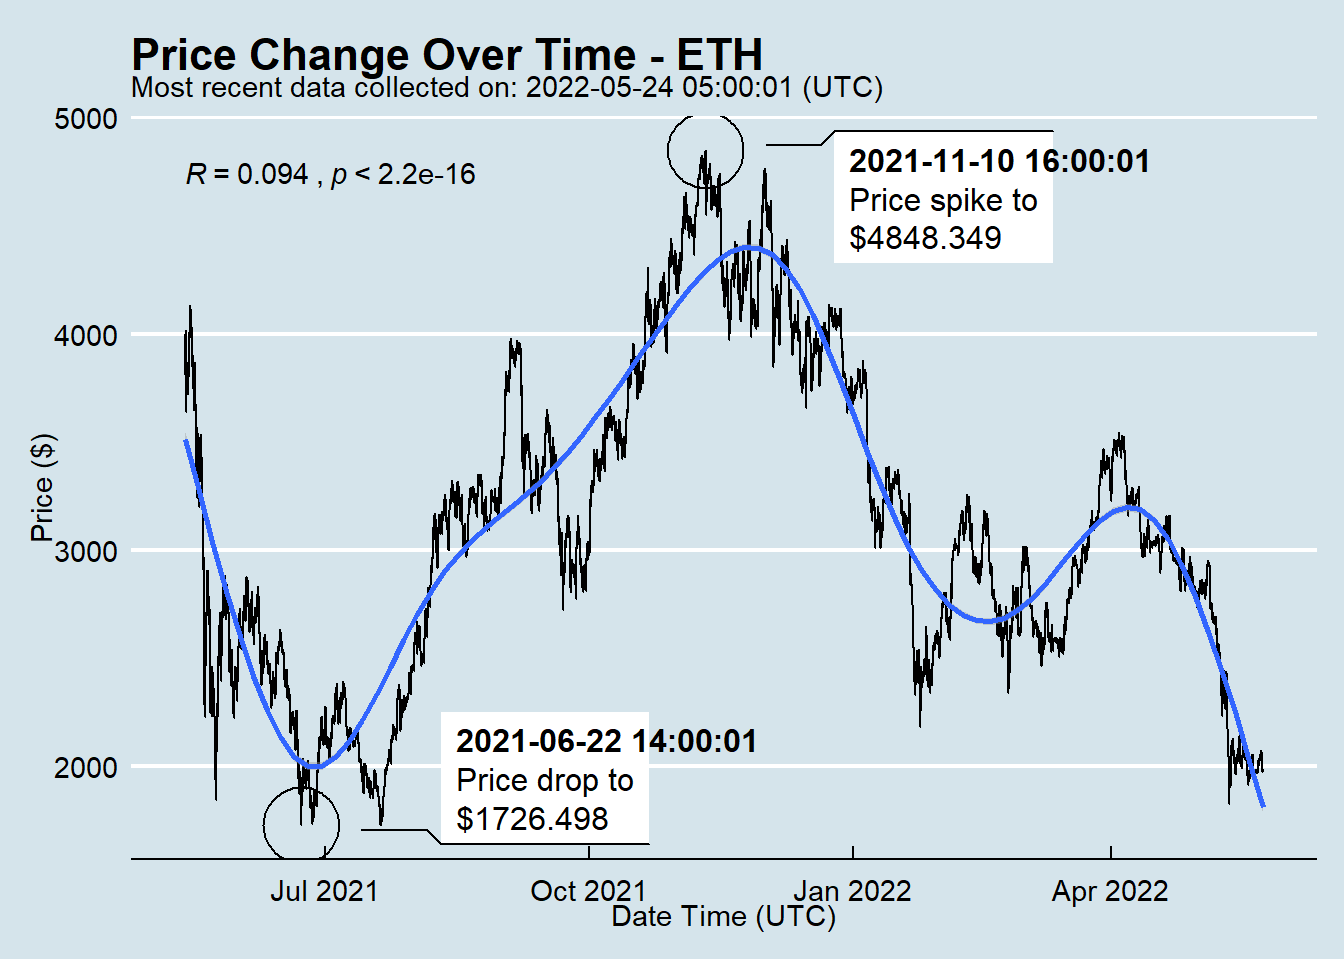 Price Change Over Time - ETH
Most recent data collected on: 2022-05-24 05:00:01 (UTC)
5000
R = 0.094 , p < 2.2e-16
2021-11-10 16:00:01
Price spike to
$4848.349
4000
Price ($)
3000
2000
2021-06-22 14:00:01
Price drop to
$1726.498
Jul 2021 Oct 2021 Jan 2022 Apr 2022
Date Time (UTC)